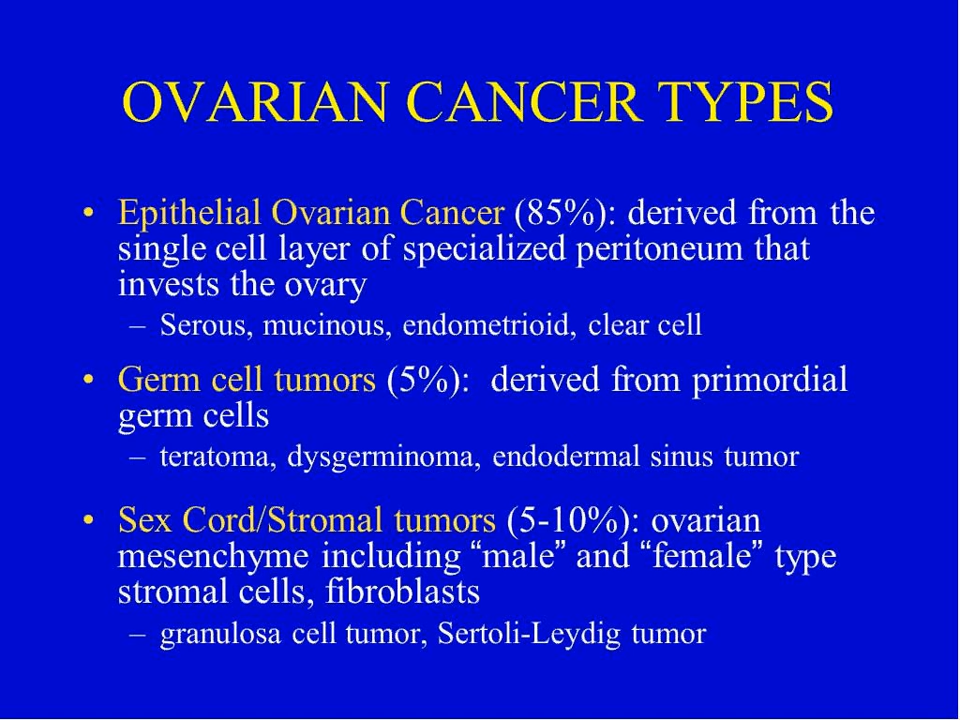 OVARIAN CANCER TYPES
• Epithelial Ovarian Cancer (85%): derived from the
single cell layer of specialized peritoneum that
invests the ovary
– Serous, mucinous, endometrioid, clear cell
• Germ cell tumors (5%):  derived from primordial
germ cells
– teratoma, dysgerminoma, endodermal sinus tumor
• Sex Cord/Stromal tumors (5-10%): ovarian
mesenchyme including “male” and “female” type
stromal cells, fibroblasts
– granulosa cell tumor, Sertoli-Leydig tumor